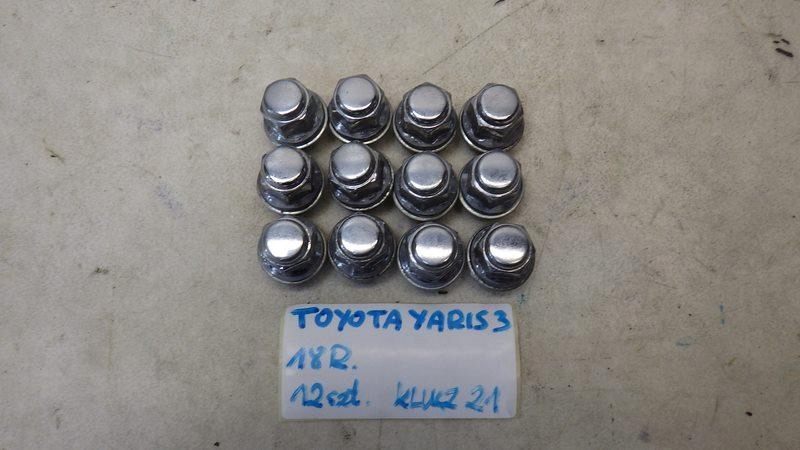 TOYOTA YARIS 3
18R.
12szt. KLUCZ 21